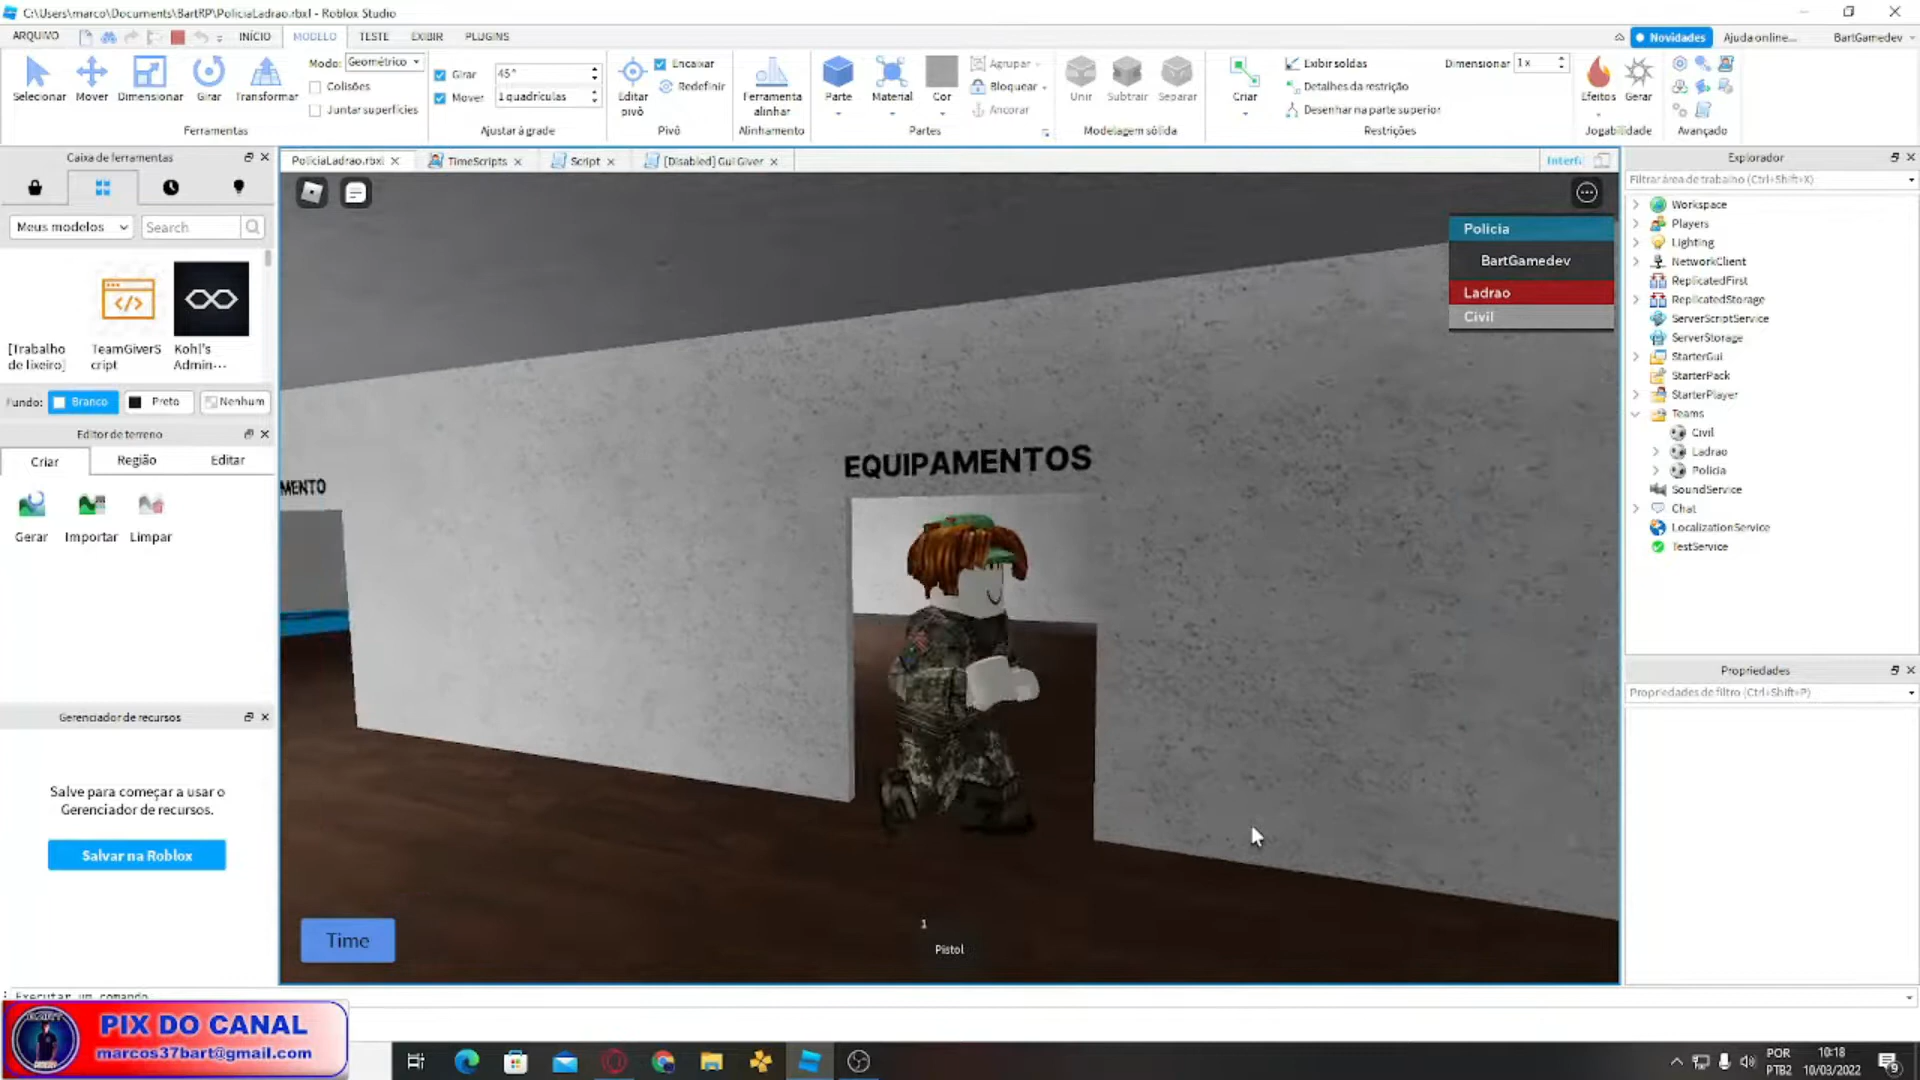 C:\Users\marco\Documents\BartRP\PoliciaLadrao.rbxl - Roblox Studio
ARQUIVO INÍCIO MODELO TESTE EXIBIR PLUGINS Novidades Ajuda online... BartGamedev
Selecionar Mover Dimensionar Girar Transformar
Modo: Geométrico
Colisões
Juntar superfícies
Ferramentas
Girar 45°
Mover 1 quadrículas
Ajustar à grade
Editar pivô
Encaixar
Redefinir
Pivô
Ferramenta alinhar
Alinhamento
Parte Material Cor
Agrupar
Bloquear
Ancorar
Partes
Unir Subtrair Separar
Modelagem sólida
Criar
Exibir soldas
Detalhes da restrição
Desenhar na parte superior
Dimensionar 1 x
Restrições
Efeitos Gerar
Jogabilidade
Avançado
Caixa de ferramentas
Meus modelos Search
[Trabalho de lixeiro]
TeamGiverS cript
Kohl's Admin...
Fundo: Branco Preto Nenhum
Editor de terreno
Criar Região Editar
Gerar Importar Limpar
Gerenciador de recursos
Salve para começar a usar o
Gerenciador de recursos.
Salvar na Roblox
PoliciaLadrao.rbxl TimeScripts Script [Disabled] Gui Giver Interf
Policia
BartGamedev
Ladrao
Civil
EQUIPAMENTOS
MENTO
Time
1
Pistol
Explorador
Filtrar área de trabalho (Ctrl+Shift+X)
Workspace
Players
Lighting
NetworkClient
ReplicatedFirst
ReplicatedStorage
ServerScriptService
ServerStorage
StarterGui
StarterPack
StarterPlayer
Teams
Civil
Ladrao
Policia
SoundService
Chat
LocalizationService
TestService
Propriedades
Propriedades de filtro (Ctrl+Shift+P)
Executar um comando
PIX DO CANAL
marcos37bart@gmail.com
POR
PTB2
10:18
10/03/2022
9